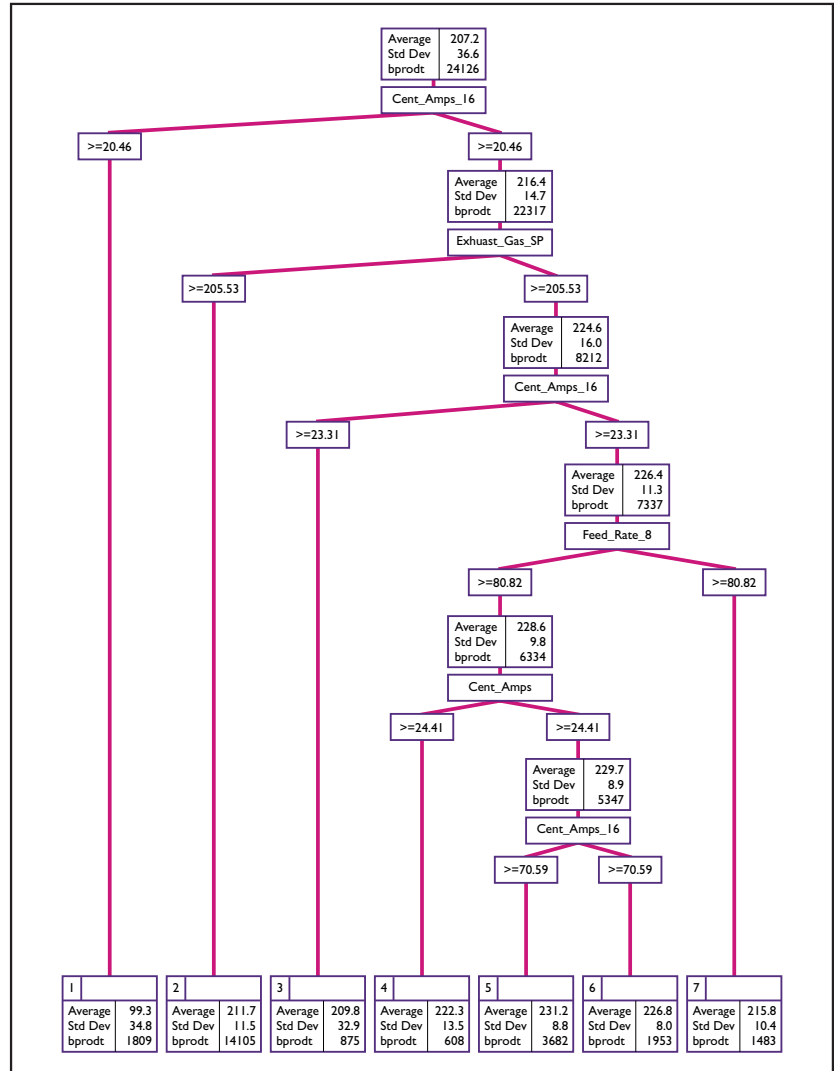 Average 207.2
Std Dev 36.6
bprodt 24126
Cent_Amps_16
>=20.46 >=20.46
Average 216.4
Std Dev 14.7
bprodt 22317
Exhuast_Gas_SP
>=205.53 >=205.53
Average 224.6
Std Dev 16.0
bprodt 8212
Cent_Amps_16
>=23.31 >=23.31
Average 226.4
Std Dev 11.3
bprodt 7337
Feed_Rate_8
>=80.82 >=80.82
Average 228.6
Std Dev 9.8
bprodt 6334
Cent_Amps
>=24.41 >=24.41
Average 229.7
Std Dev 8.9
bprodt 5347
Cent_Amps_16
>=70.59 >=70.59
1
Average 99.3
Std Dev 34.8
bprodt 1809
2
Average 211.7
Std Dev 11.5
bprodt 14105
3
Average 209.8
Std Dev 32.9
bprodt 875
4
Average 222.3
Std Dev 13.5
bprodt 608
5
Average 231.2
Std Dev 8.8
bprodt 3682
6
Average 226.8
Std Dev 8.0
bprodt 1953
7
Average 215.8
Std Dev 10.4
bprodt 1483